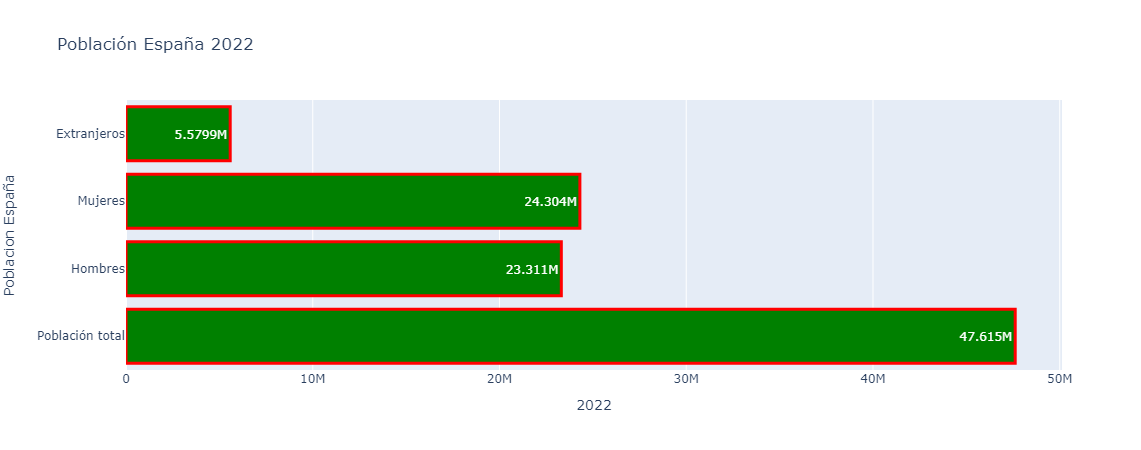 Población España 2022
Poblacion España
Extranjeros
5.5799M
Mujeres
24.304M
Hombres
23.311M
Población total
47.615M
0 10M 20M 30M 40M 50M
2022